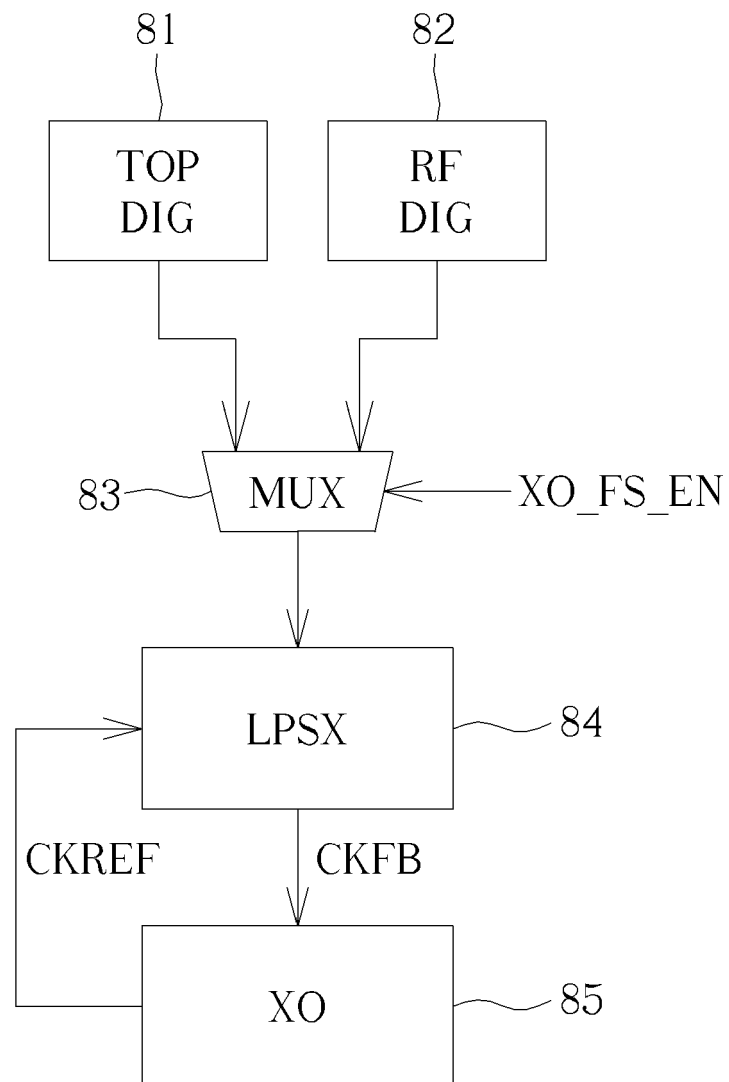 81
82
TOP
DIG
RF
DIG
83
MUX
XO_FS_EN
LPSX
84
CKREF
CKFB
XO
85